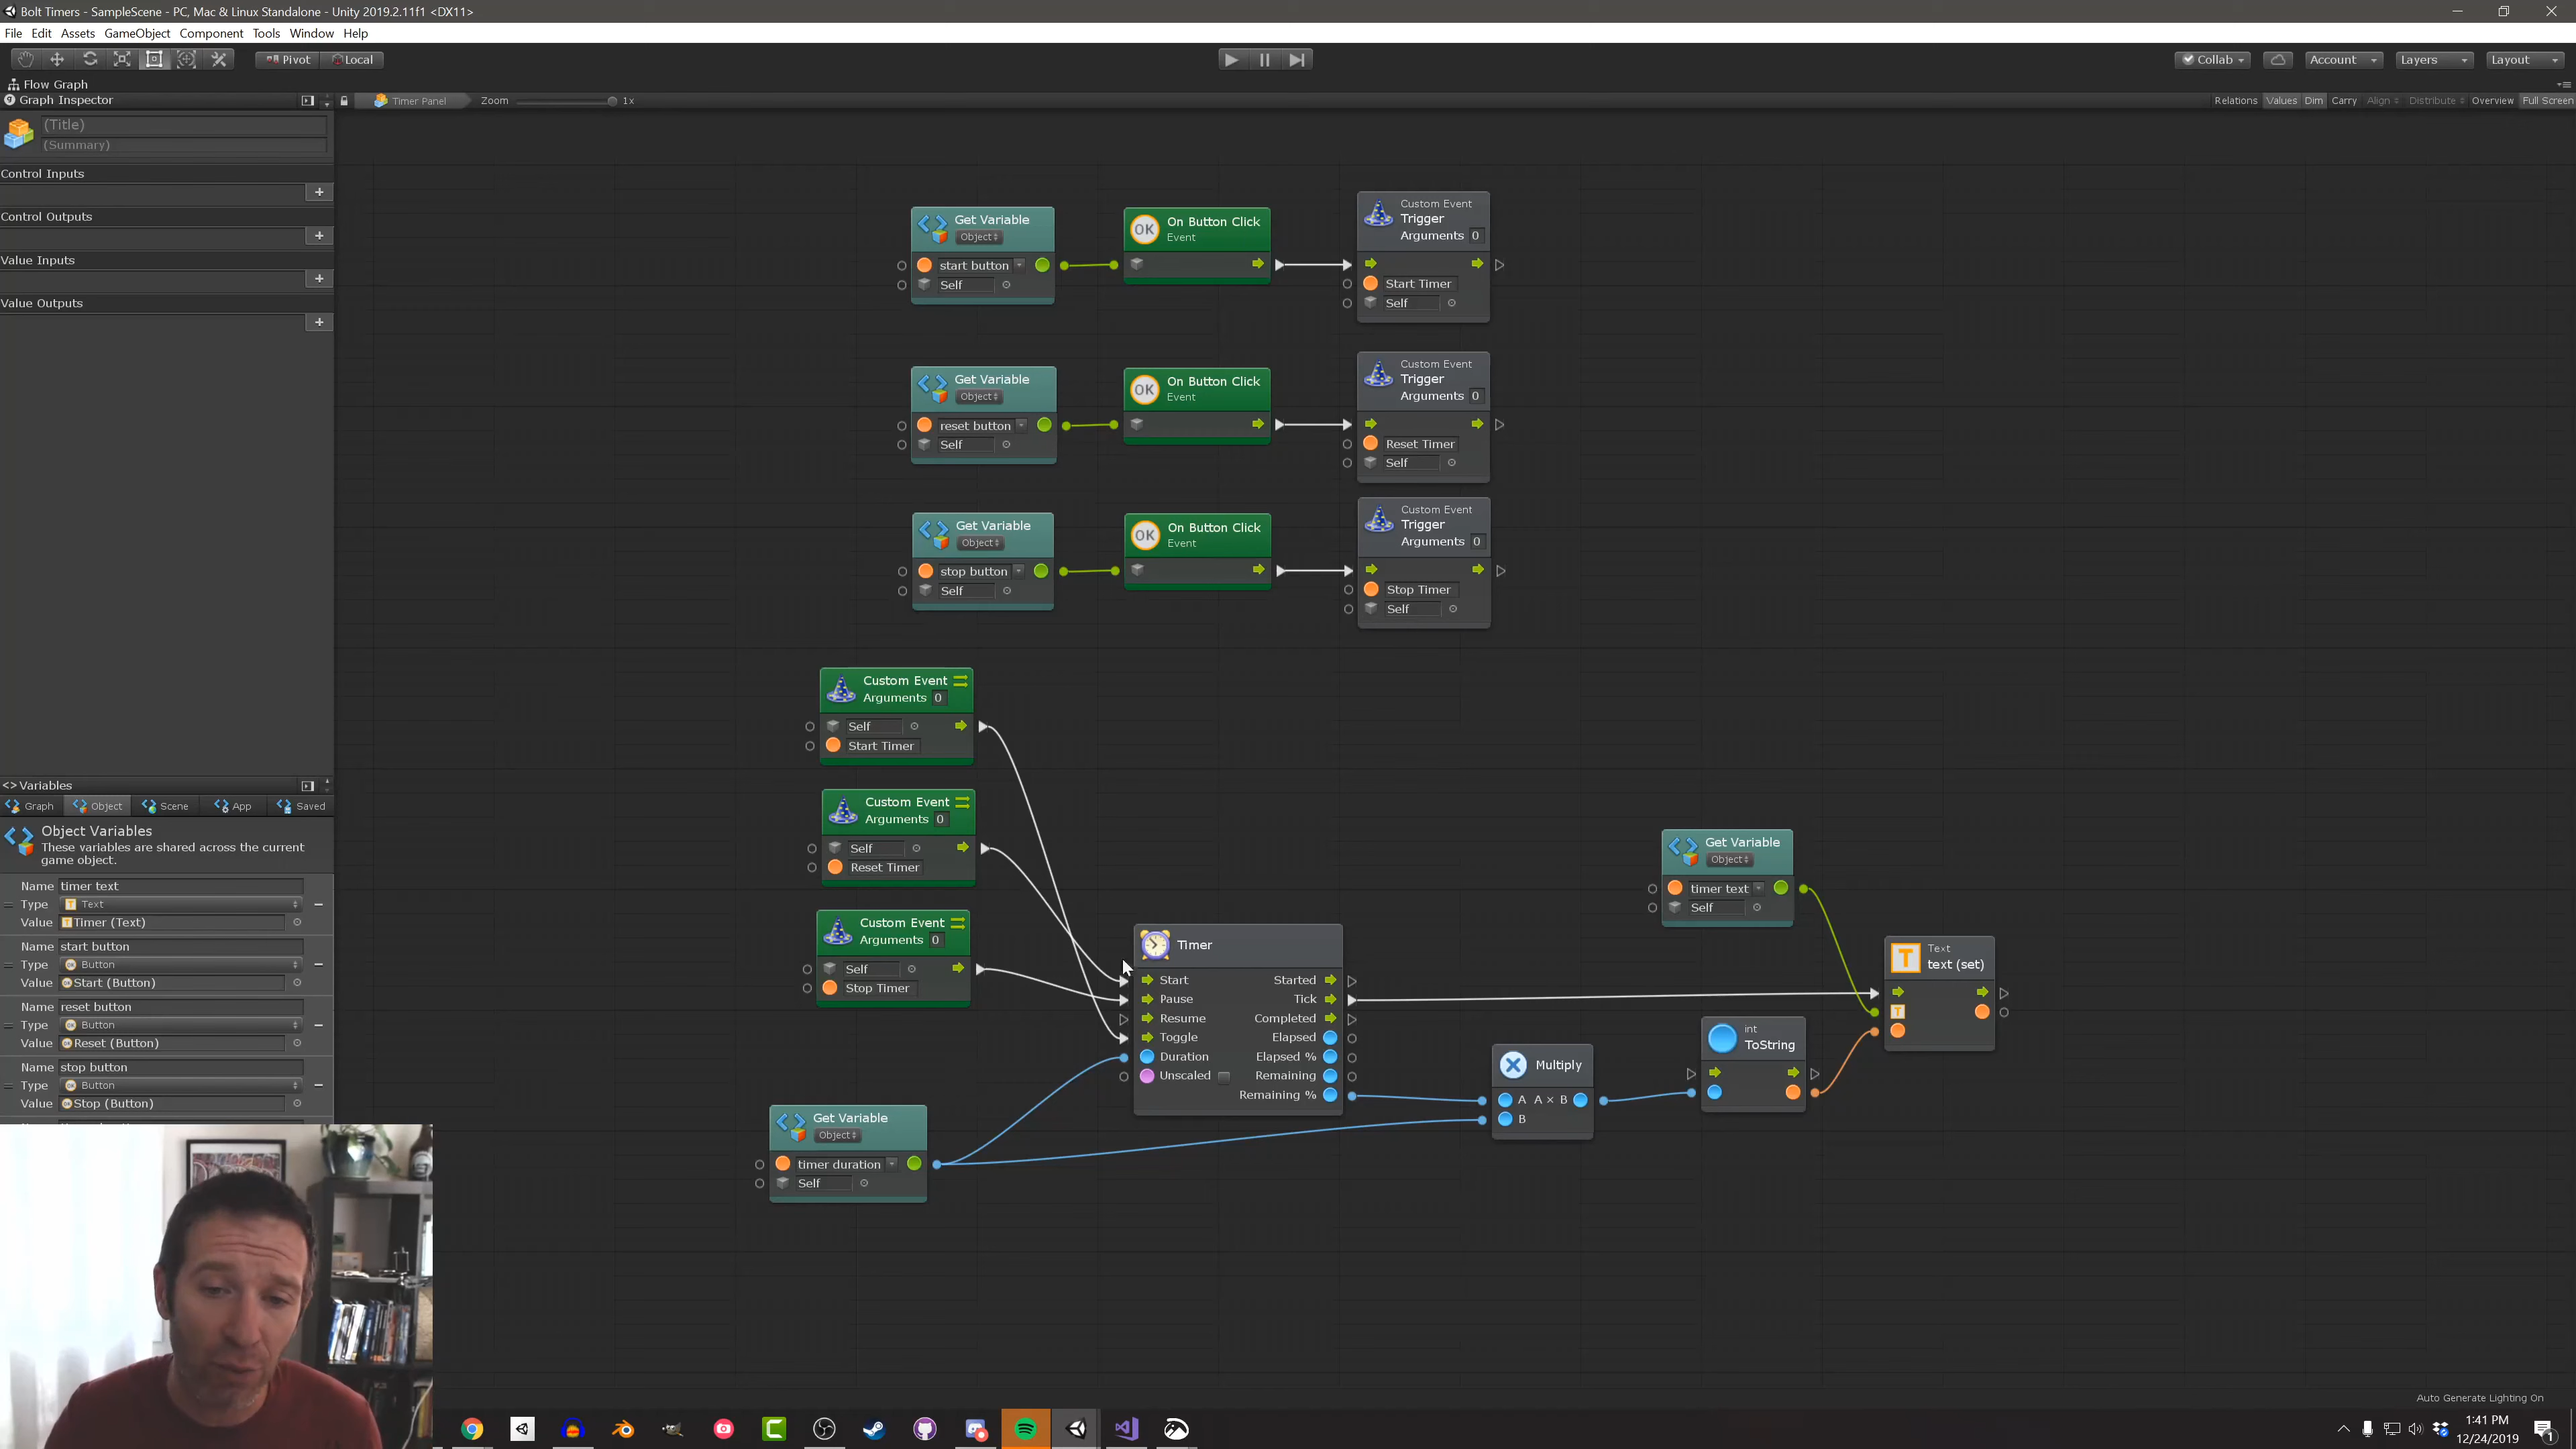 Bolt Timers - SampleScene - PC, Mac & Linux Standalone - Unity 2019.2.11f1 <DX11>
File Edit Assets GameObject Component Tools Window Help
Pivot Local Collab Account Layers Layout
Flow Graph
Graph Inspector Timer Panel Zoom 1x Relations Values Dim Carry Align Distribute Overview Full Screen
(Title)
(Summary)
Control Inputs
+
Control Outputs
+
Value Inputs
+
Value Outputs
+
Get Variable
Object
start button
Self
On Button Click
Event
Custom Event
Trigger
Arguments 0
Start Timer
Self
Get Variable
Object
reset button
Self
On Button Click
Event
Custom Event
Trigger
Arguments 0
Reset Timer
Self
Get Variable
Object
stop button
Self
On Button Click
Event
Custom Event
Trigger
Arguments 0
Stop Timer
Self
Custom Event
Arguments 0
Self
Start Timer
Custom Event
Arguments 0
Self
Reset Timer
Custom Event
Arguments 0
Self
Stop Timer
Timer
Start Started
Pause Tick
Resume Completed
Toggle Elapsed
Duration Elapsed %
Unscaled Remaining
Remaining %
Get Variable
Object
timer duration
Self
Multiply
A A × B
B
int
ToString
Get Variable
Object
timer text
Self
Text
text (set)
<> Variables
Graph Object Scene App Saved
Object Variables
These variables are shared across the current
game object.
Name timer text
Type Text
Value Timer (Text)
Name start button
Type Button
Value Start (Button)
Name reset button
Type Button
Value Reset (Button)
Name stop button
Type Button
Value Stop (Button)
Auto Generate Lighting On
1:41 PM
12/24/2019